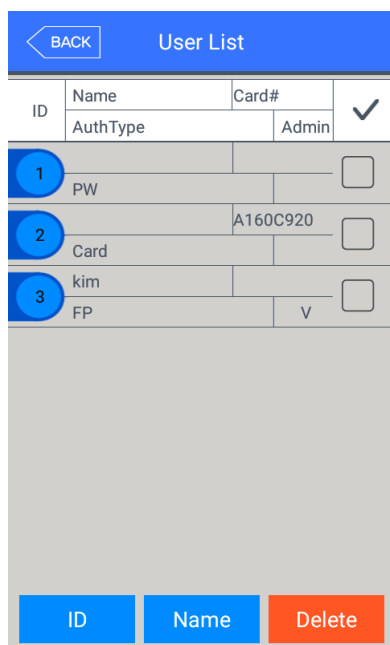 BACK User List
ID Name Card#
AuthType Admin
1
PW
2 A160C920
Card
3 kim
FP V
ID Name Delete